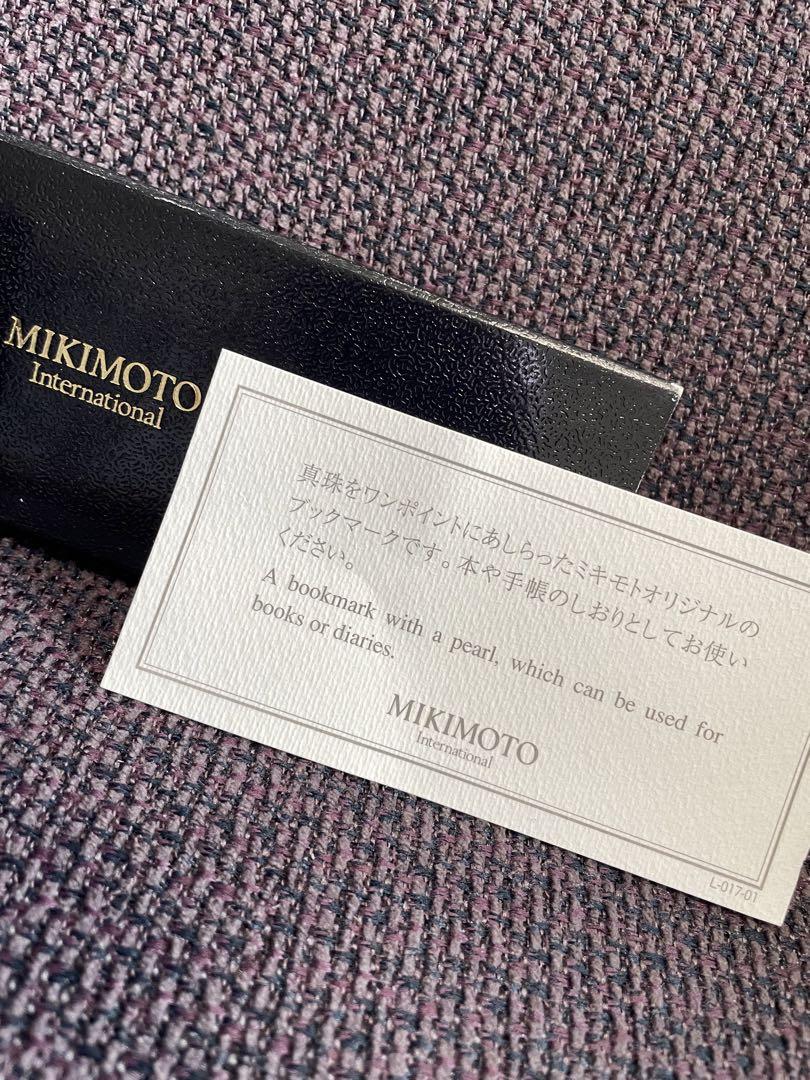 MIKIMOTO
International
真珠をワンポイントにあしらったミキモトオリジナルの
ブックマークです。本や手帳のしおりとしてお使い
ください。
A bookmark with a pearl, which can be used for
books or diaries.
MIKIMOTO
International
L-017-01